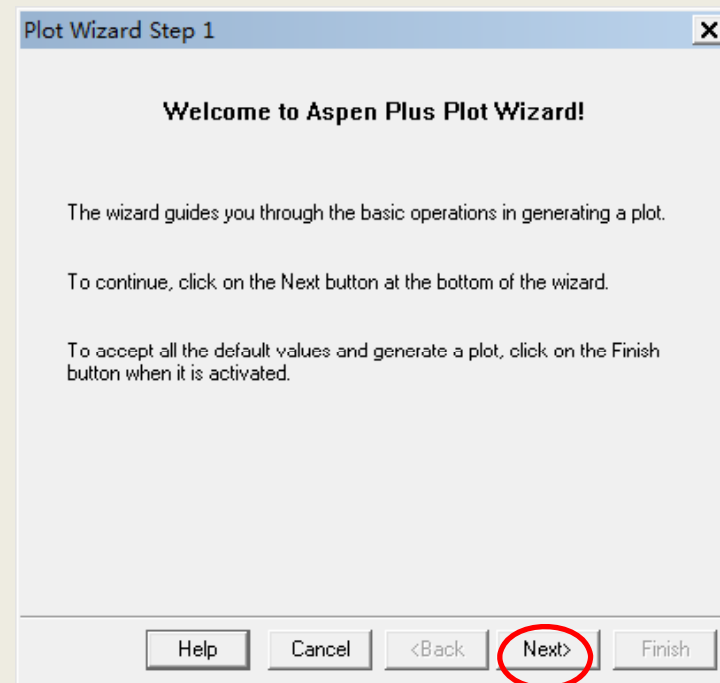 Plot Wizard Step 1
Welcome to Aspen Plus Plot Wizard!
The wizard guides you through the basic operations in generating a plot.
To continue, click on the Next button at the bottom of the wizard.
To accept all the default values and generate a plot, click on the Finish
button when it is activated.
Help Cancel <Back Next> Finish